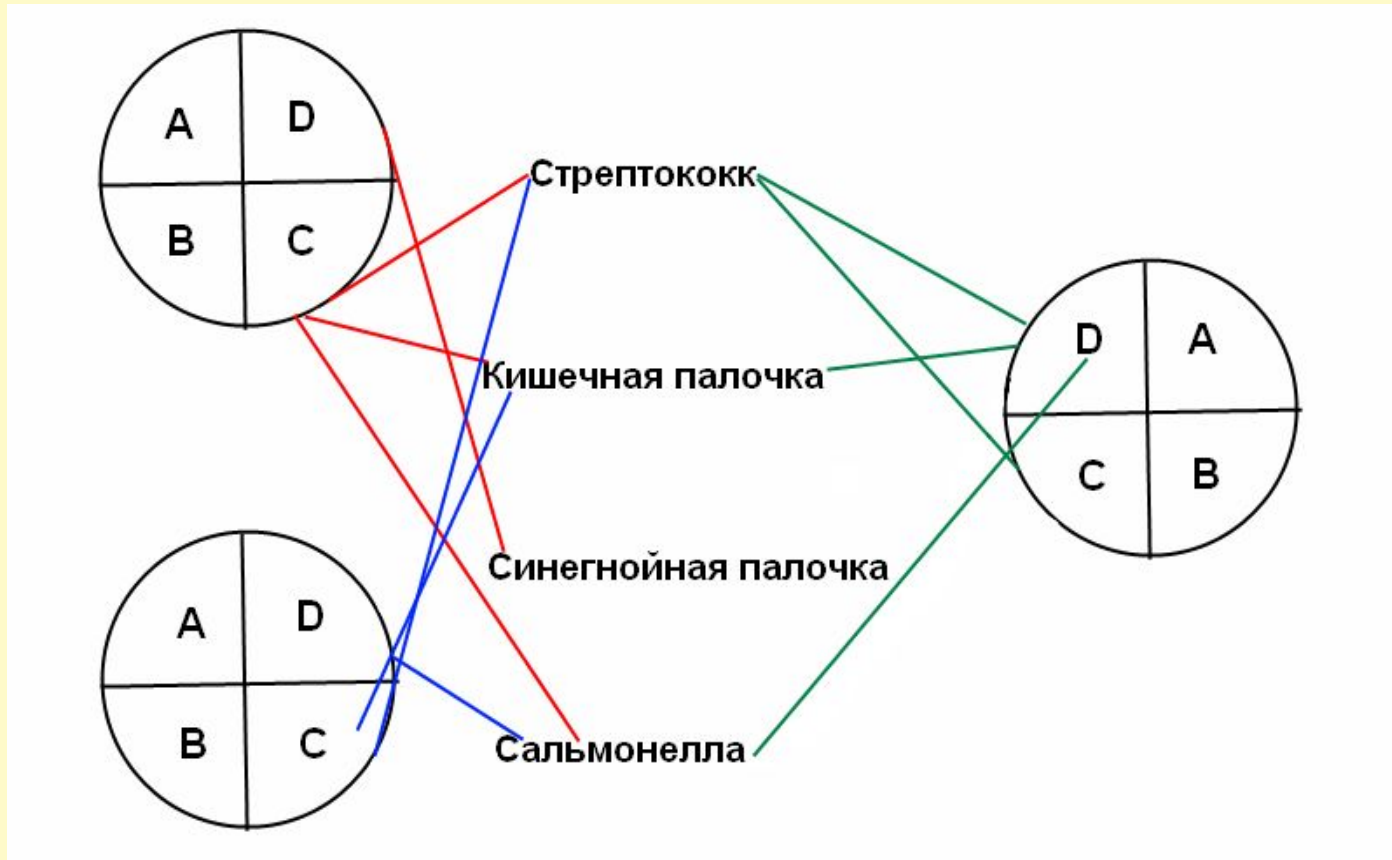 A D
B C
Стрептококк
Кишечная палочка
D A
C B
Синегнойная палочка
A D
B C
Сальмонелла